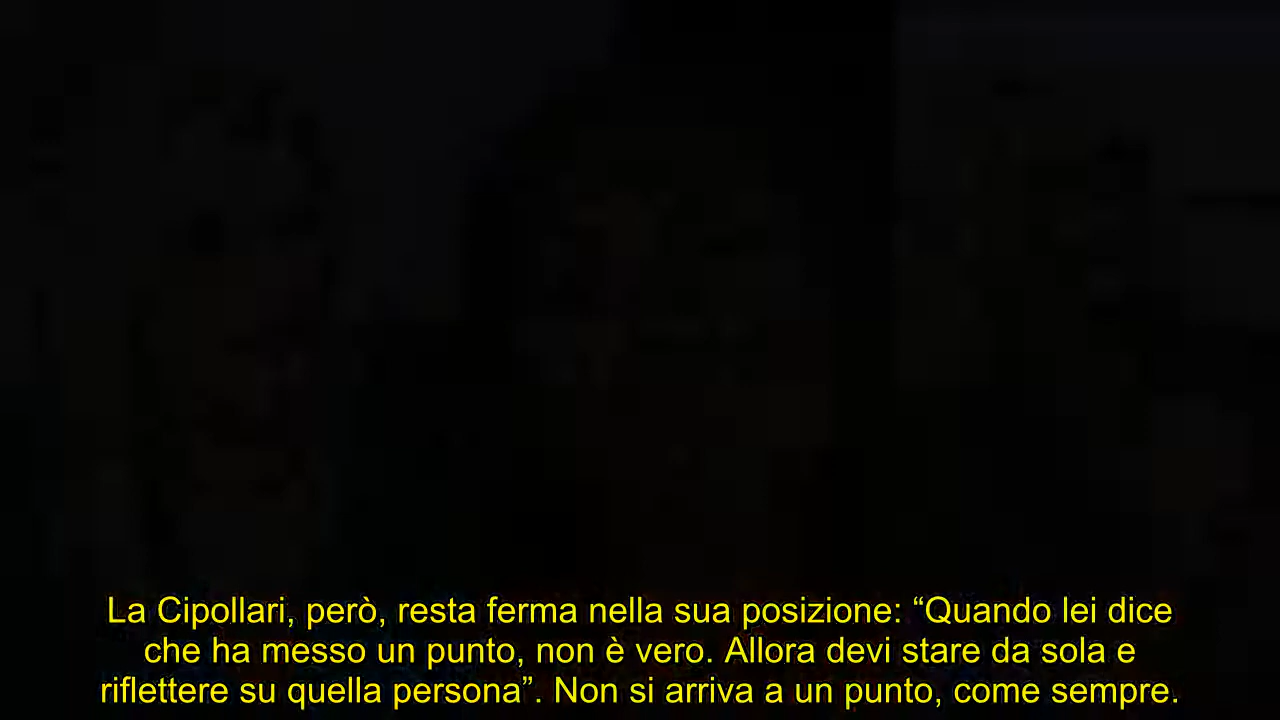 La Cipollari, però, resta ferma nella sua posizione: “Quando lei dice
che ha messo un punto, non è vero. Allora devi stare da sola e
riflettere su quella persona”. Non si arriva a un punto, come sempre.